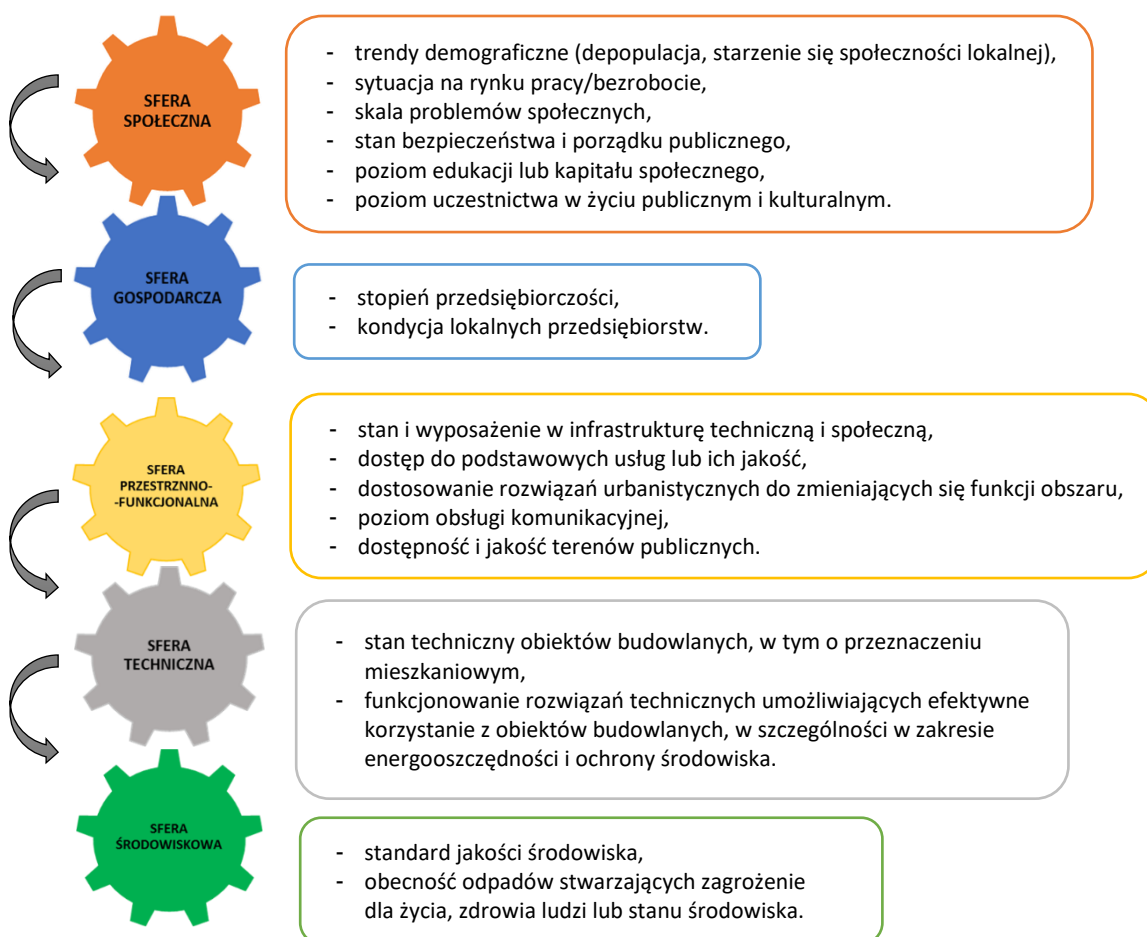 SFERA
SPOŁECZNA
- trendy demograficzne (depopulacja, starzenie się społeczności lokalnej),
- sytuacja na rynku pracy/bezrobocie,
- skala problemów społecznych,
- stan bezpieczeństwa i porządku publicznego,
- poziom edukacji lub kapitału społecznego,
- poziom uczestnictwa w życiu publicznym i kulturalnym.
SFERA
GOSPODARCZA
- stopień przedsiębiorczości,
- kondycja lokalnych przedsiębiorstw.
SFERA
PRZESTRZNNO-
-FUNKCJONALNA
- stan i wyposażenie w infrastrukturę techniczną i społeczną,
- dostęp do podstawowych usług lub ich jakość,
- dostosowanie rozwiązań urbanistycznych do zmieniających się funkcji obszaru,
- poziom obsługi komunikacyjnej,
- dostępność i jakość terenów publicznych.
SFERA
TECHNICZNA
- stan techniczny obiektów budowlanych, w tym o przeznaczeniu
mieszkaniowym,
- funkcjonowanie rozwiązań technicznych umożliwiających efektywne
korzystanie z obiektów budowlanych, w szczególności w zakresie
energooszczędności i ochrony środowiska.
SFERA
ŚRODOWISKOWA
- standard jakości środowiska,
- obecność odpadów stwarzających zagrożenie
dla życia, zdrowia ludzi lub stanu środowiska.